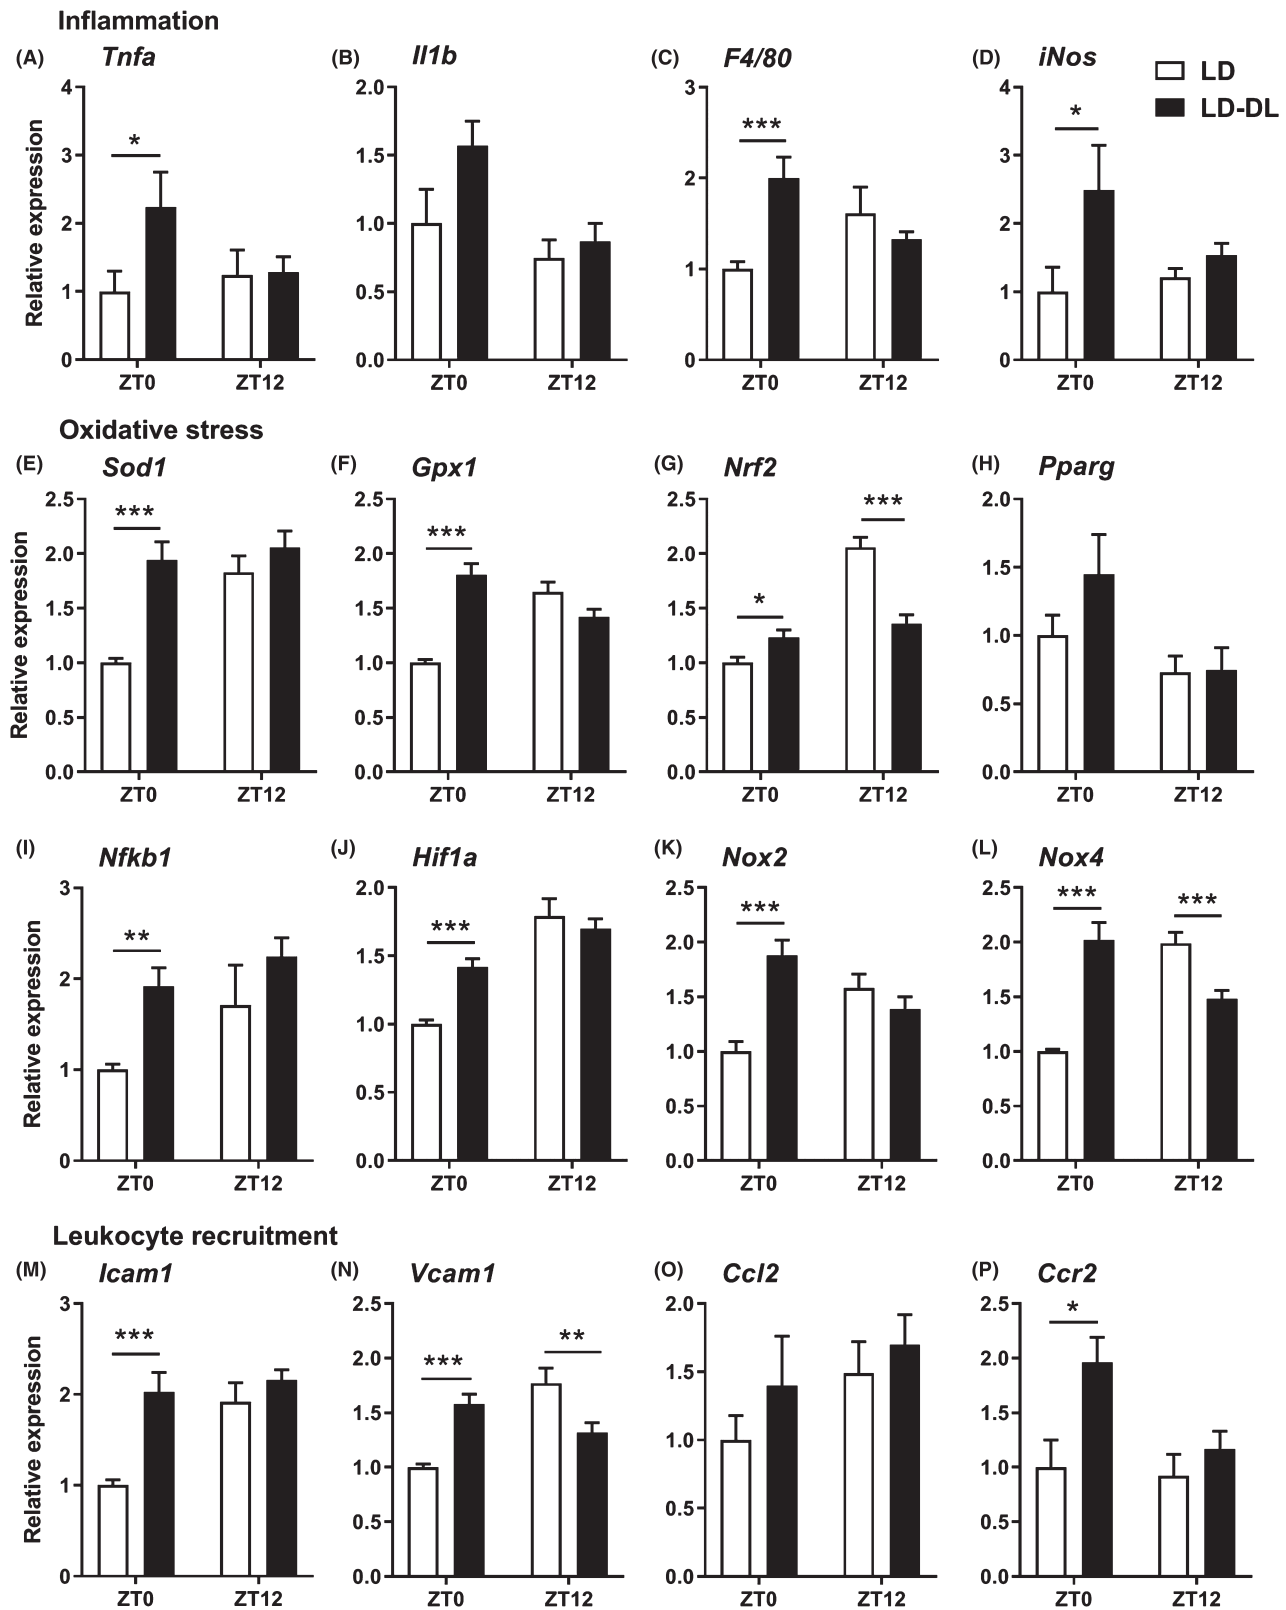 Inflammation
(A) Tnfa (B) Il1b (C) F4/80 (D) iNos
LD
LD-DL
Relative expression
4 3 2 1 0
*
ZT0 ZT12
2.0 1.5 1.0 0.5 0.0
ZT0 ZT12
3 2 1 0
***
ZT0 ZT12
4 3 2 1 0
*
ZT0 ZT12
Oxidative stress
(E) Sod1 (F) Gpx1 (G) Nrf2 (H) Pparg
Relative expression
2.5 2.0 1.5 1.0 0.5 0.0
***
ZT0 ZT12
2.5 2.0 1.5 1.0 0.5 0.0
***
ZT0 ZT12
2.5 2.0 1.5 1.0 0.5 0.0
* ***
ZT0 ZT12
2.0 1.5 1.0 0.5 0.0
ZT0 ZT12
(I) Nfkb1 (J) Hif1a (K) Nox2 (L) Nox4
Relative expression
3 2 1 0
**
ZT0 ZT12
2.0 1.5 1.0 0.5 0.0
***
ZT0 ZT12
2.5 2.0 1.5 1.0 0.5 0.0
***
ZT0 ZT12
2.5 2.0 1.5 1.0 0.5 0.0
*** ***
ZT0 ZT12
Leukocyte recruitment
(M) Icam1 (N) Vcam1 (O) Ccl2 (P) Ccr2
Relative expression
3 2 1 0
***
ZT0 ZT12
2.5 2.0 1.5 1.0 0.5 0.0
*** **
ZT0 ZT12
2.0 1.5 1.0 0.5 0.0
ZT0 ZT12
2.5 2.0 1.5 1.0 0.5 0.0
*
ZT0 ZT12